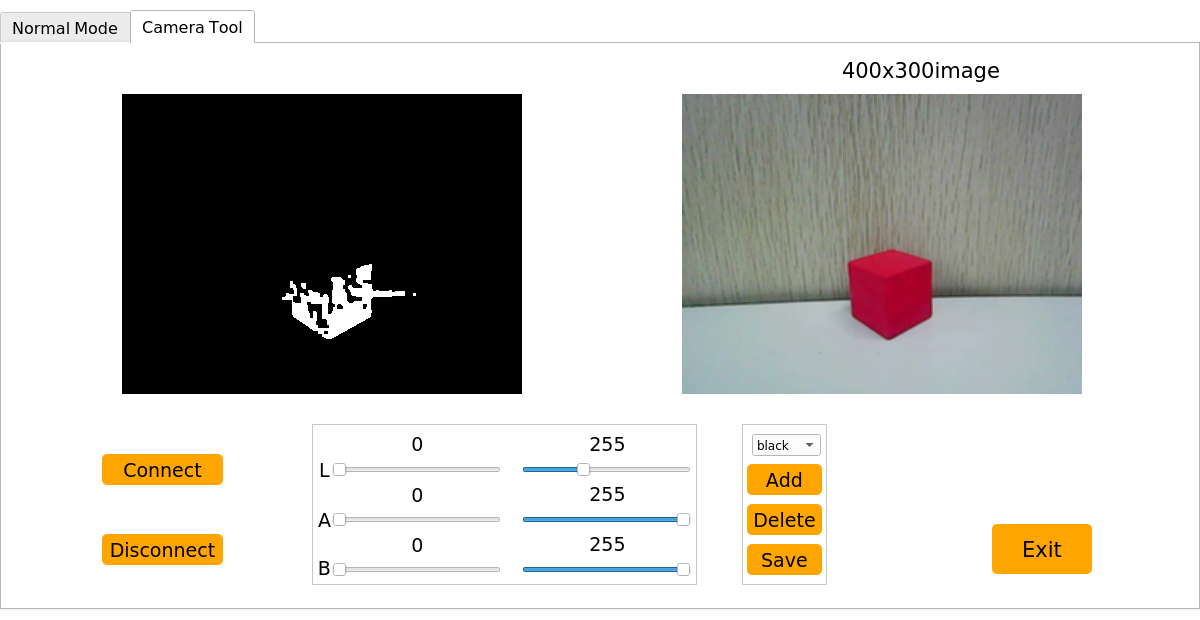 Normal Mode
Camera Tool
400x300image
0
255
L
0
255
A
0
255
B
Connect
Disconnect
black
Add
Delete
Save
Exit